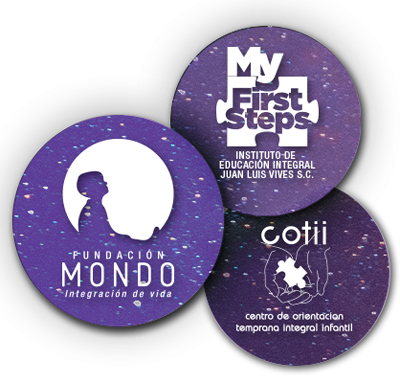 My
First
Steps
INSTITUTO DE
EDUCACIÓN INTEGRAL
JUAN LUIS VIVES S.C.
FUNDACIÓN
MONDO
Integración de vida
cotii
centro de orientacion
temprana integral infantil